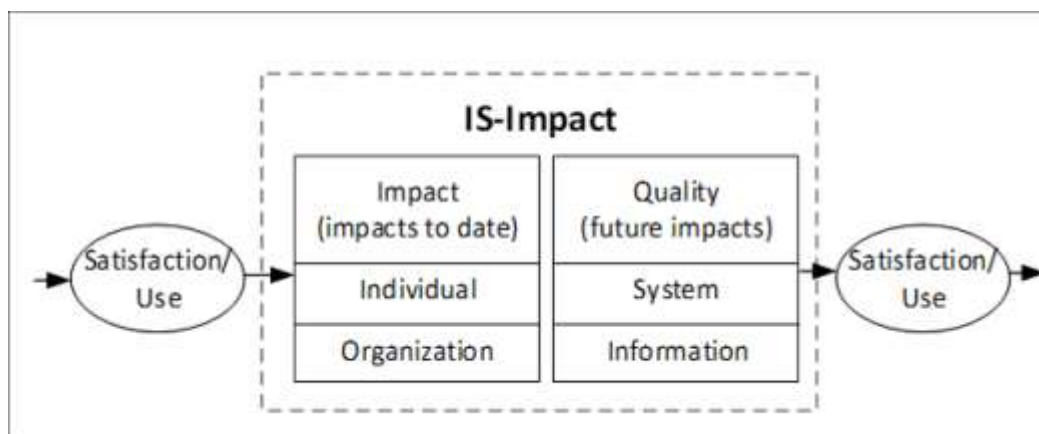 IS-Impact
Satisfaction/
Use
Impact
(impacts to date)
Individual
Organization
Quality
(future impacts)
System
Information
Satisfaction/
Use